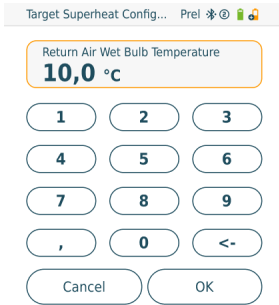 Target Superheat Config... Prel 2
Return Air Wet Bulb Temperature
10,0 °C
1 2 3
4 5 6
7 8 9
, 0 <-
Cancel OK